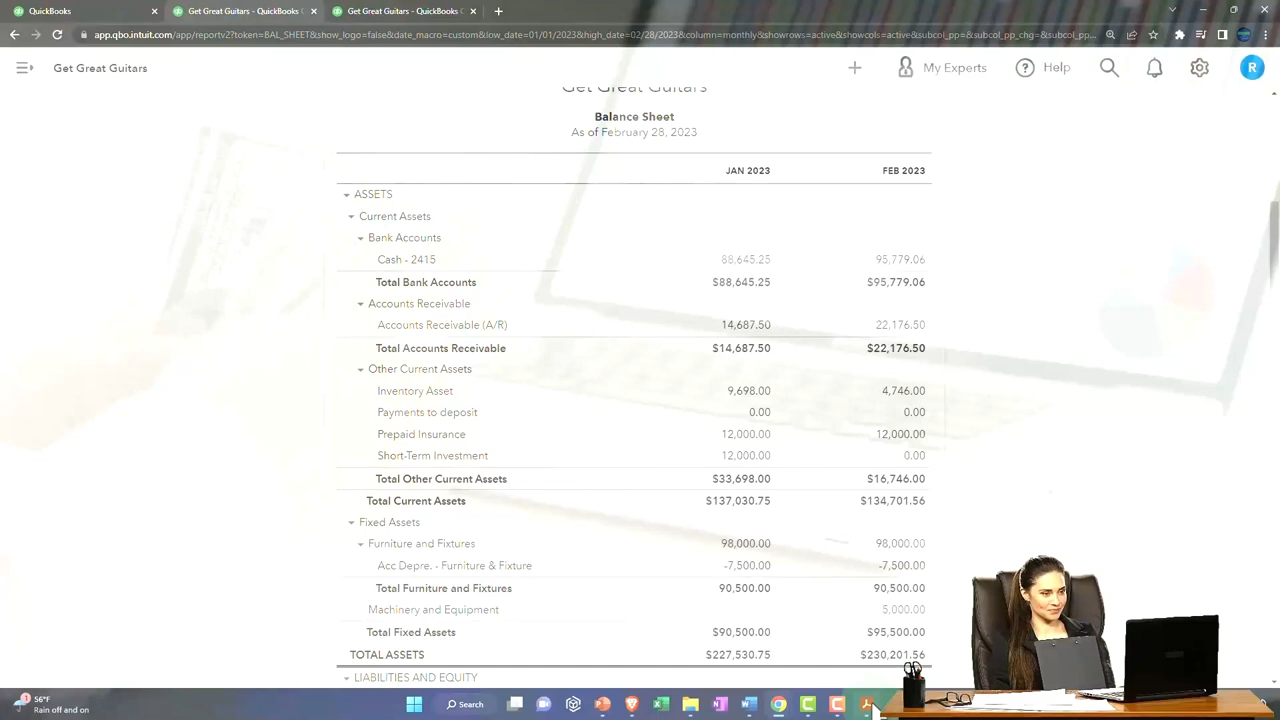 QuickBooks
Get Great Guitars - QuickBooks
Get Great Guitars - QuickBooks
app.qbo.intuit.com/app/reportv2?token=BAL_SHEET&show_logo=false&date_macro=custom&low_date=01/01/2023&high_date=02/28/2023&column=monthly&showrows=active&showcols=active&subcol_pp=&subcol_pp_chg=&subcol_pp...
Get Great Guitars
My Experts
Help
R
Get Great Guitars
Balance Sheet
As of February 28, 2023
JAN 2023 FEB 2023
ASSETS
Current Assets
Bank Accounts
Cash - 2415 88,645.25 95,779.06
Total Bank Accounts $88,645.25 $95,779.06
Accounts Receivable
Accounts Receivable (A/R) 14,687.50 22,176.50
Total Accounts Receivable $14,687.50 $22,176.50
Other Current Assets
Inventory Asset 9,698.00 4,746.00
Payments to deposit 0.00 0.00
Prepaid Insurance 12,000.00 12,000.00
Short-Term Investment 12,000.00 0.00
Total Other Current Assets $33,698.00 $16,746.00
Total Current Assets $137,030.75 $134,701.56
Fixed Assets
Furniture and Fixtures 98,000.00 98,000.00
Acc Depre. - Furniture & Fixture -7,500.00 -7,500.00
Total Furniture and Fixtures 90,500.00 90,500.00
Machinery and Equipment 5,000.00
Total Fixed Assets $90,500.00 $95,500.00
TOTAL ASSETS $227,530.75 $230,201.56
LIABILITIES AND EQUITY
1
56°F
Rain off and on
Search